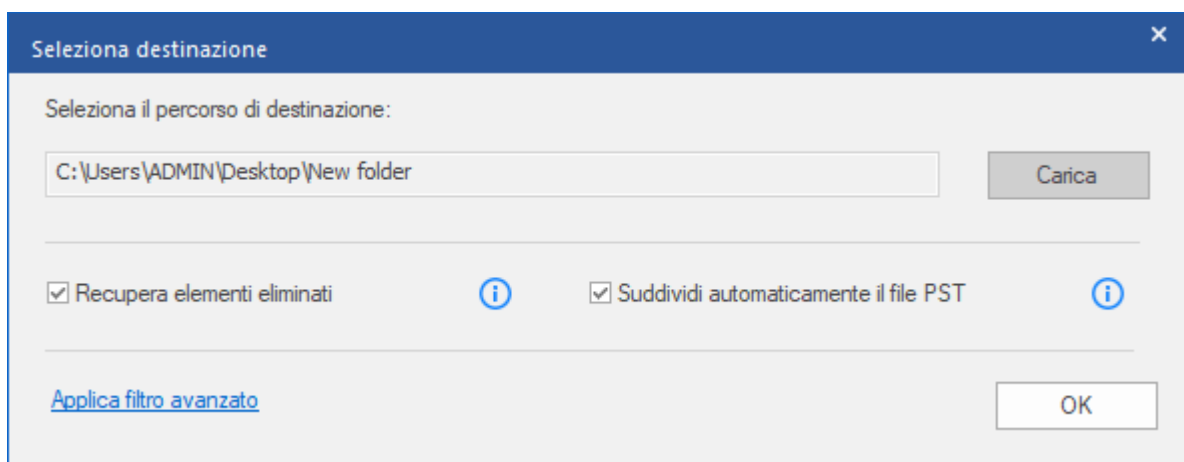 Seleziona destinazione
Seleziona il percorso di destinazione:
C:\Users\ADMIN\Desktop\New folder
Carica
Recupera elementi eliminati
Suddividi automaticamente il file PST
Applica filtro avanzato
OK